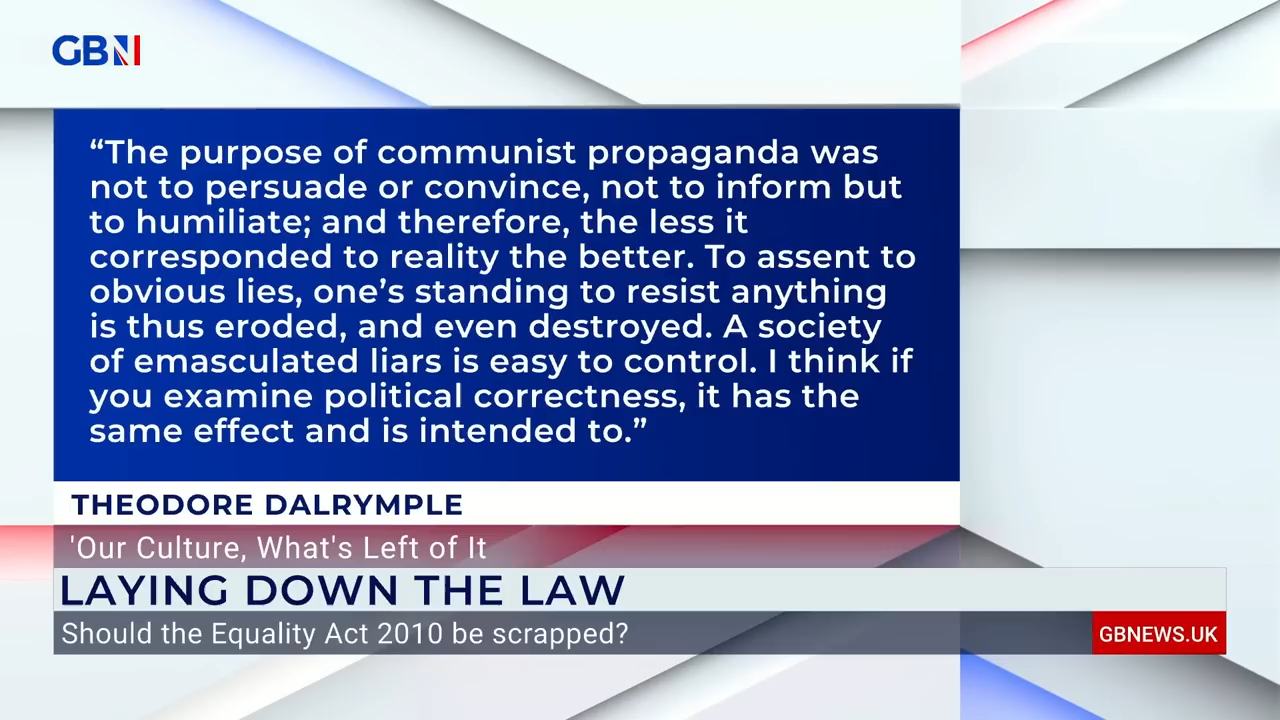 GBN
“The purpose of communist propaganda was
not to persuade or convince, not to inform but
to humiliate; and therefore, the less it
corresponded to reality the better. To assent to
obvious lies, one’s standing to resist anything
is thus eroded, and even destroyed. A society
of emasculated liars is easy to control. I think if
you examine political correctness, it has the
same effect and is intended to.”
THEODORE DALRYMPLE
'Our Culture, What's Left of It
LAYING DOWN THE LAW
Should the Equality Act 2010 be scrapped?
GBNEWS.UK